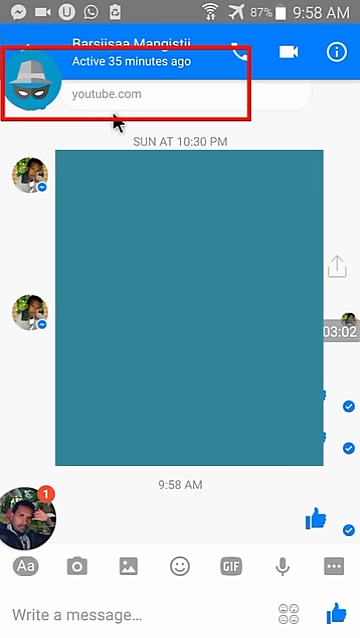 87% 9:58 AM
Barsiisaa Mangistii
Active 35 minutes ago
youtube.com
SUN AT 10:30 PM
03:02
9:58 AM
1
Aa
GIF
Write a message...